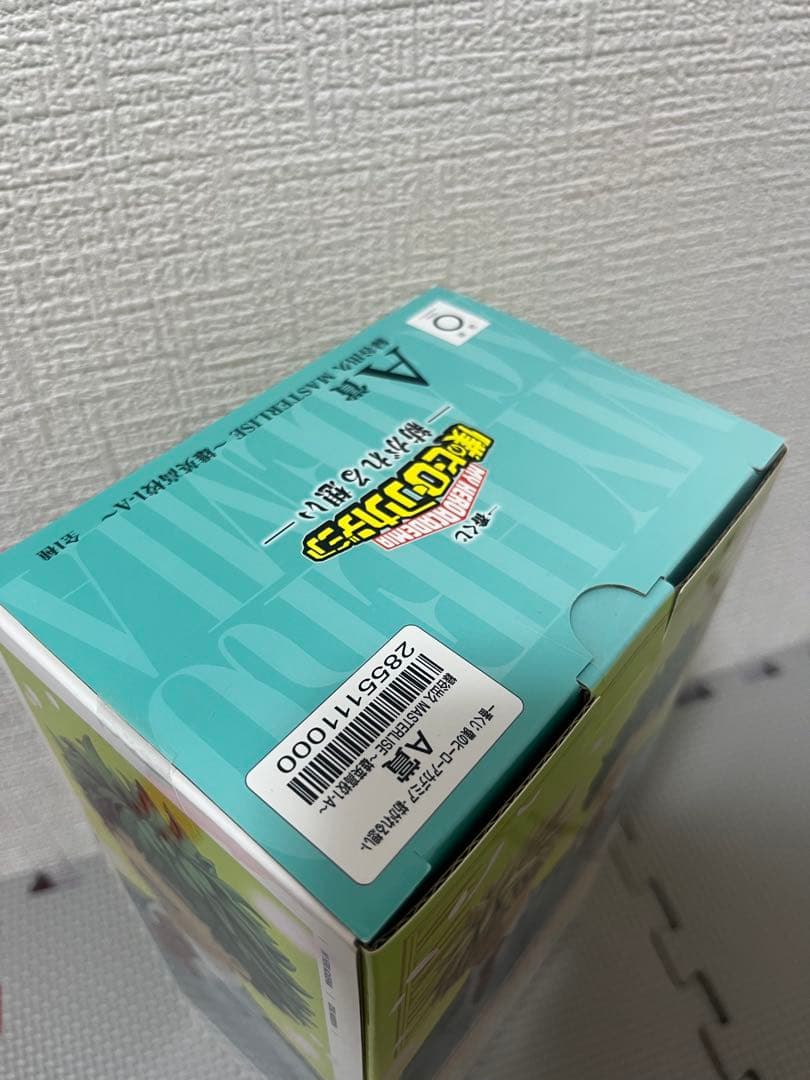 一番くじ
MY HERO ACADEMIA
僕のヒーローアカデミア
―紡がれる想い―
A賞
緑谷出久 MASTERLISE ～雄英高校1-A～
全1種
MY HERO
ACADEMIA
一番くじ 僕のヒーローアカデミア -紡がれる想い-
A賞
緑谷出久 MASTERLISE ～雄英高校1-A～
2855111000